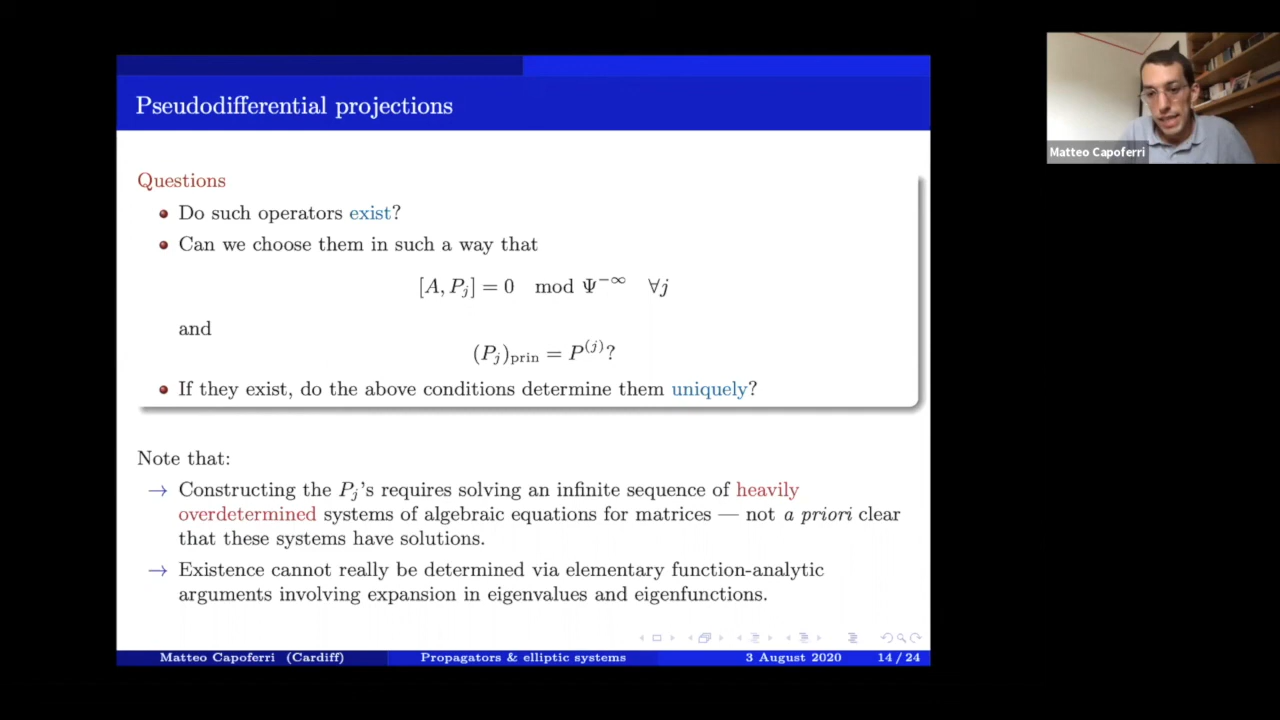 Pseudodifferential projections
Matteo Capoferri
Questions
Do such operators exist?
Can we choose them in such a way that
[A, P_j] = 0 mod Ψ^{−∞} ∀j
and
(P_j)_{prin} = P^{(j)}?
If they exist, do the above conditions determine them uniquely?
Note that:
→ Constructing the P_j's requires solving an infinite sequence of heavily
overdetermined systems of algebraic equations for matrices — not a priori clear
that these systems have solutions.
→ Existence cannot really be determined via elementary function-analytic
arguments involving expansion in eigenvalues and eigenfunctions.
Matteo Capoferri (Cardiff) Propagators & elliptic systems 3 August 2020 14 / 24